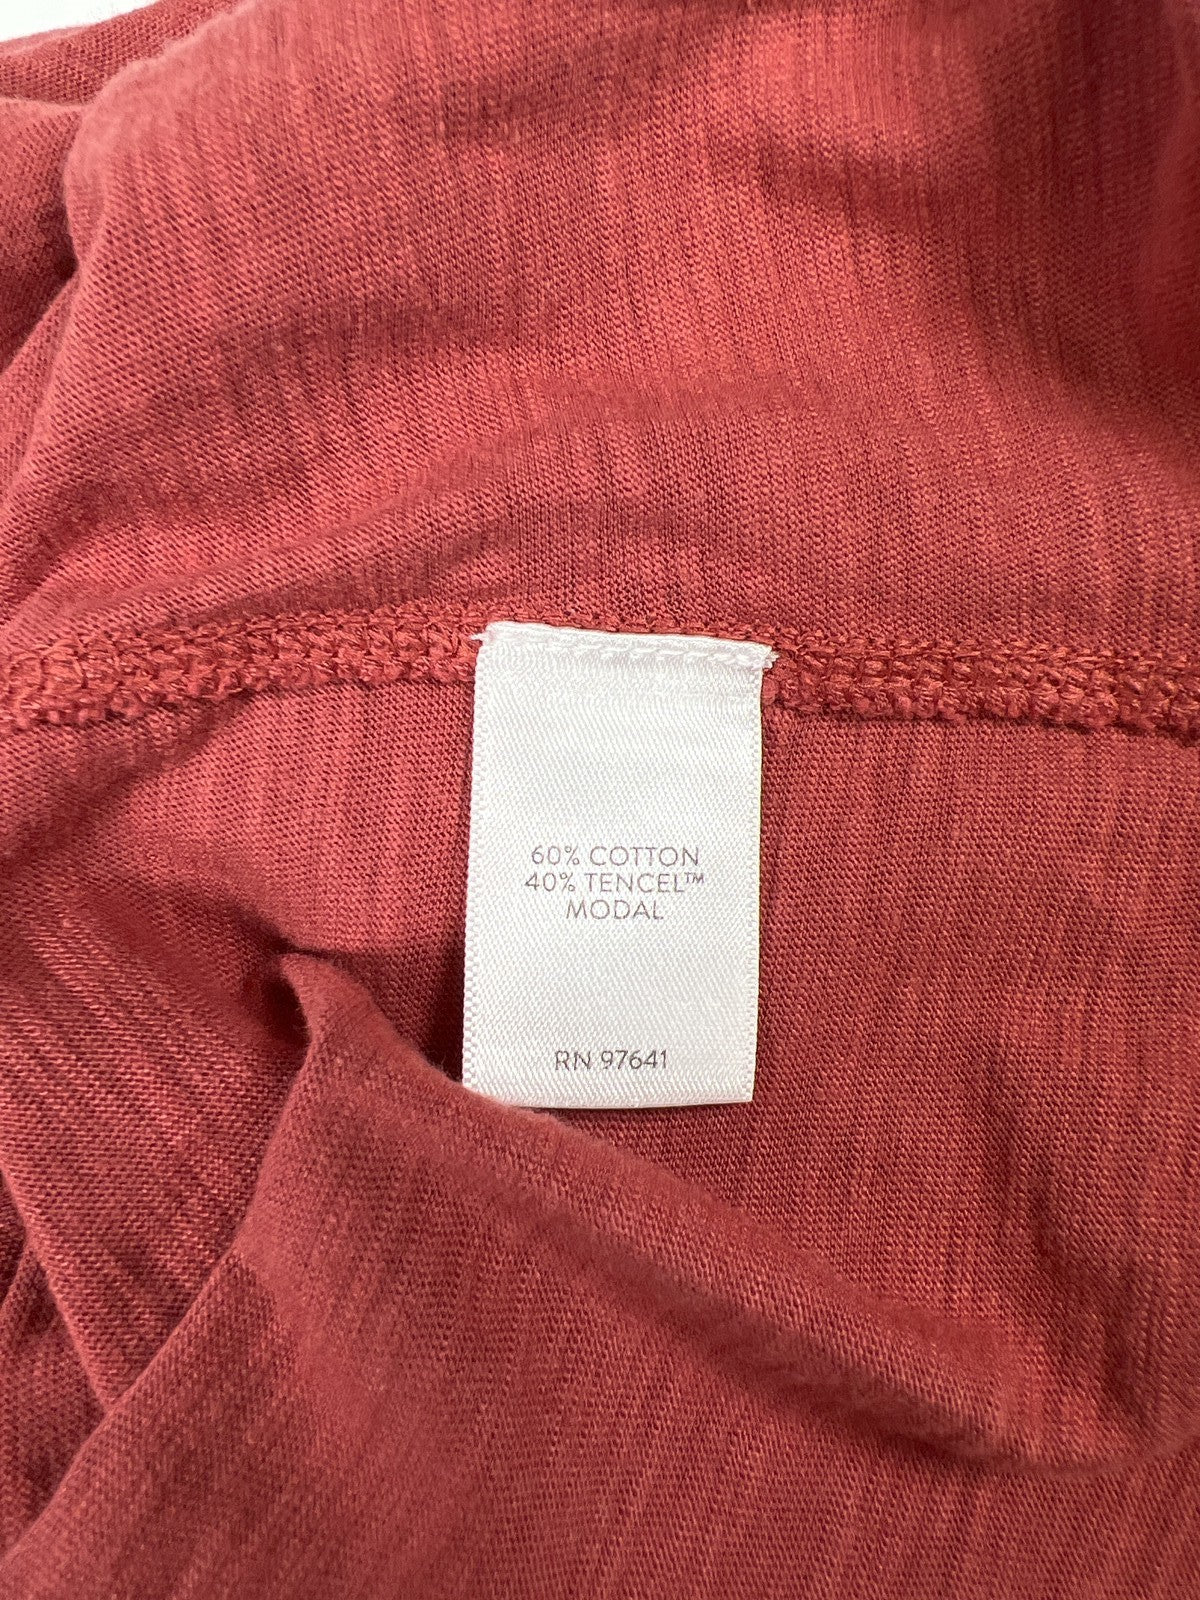 60% COTTON
40% TENCEL™
MODAL
RN 97641